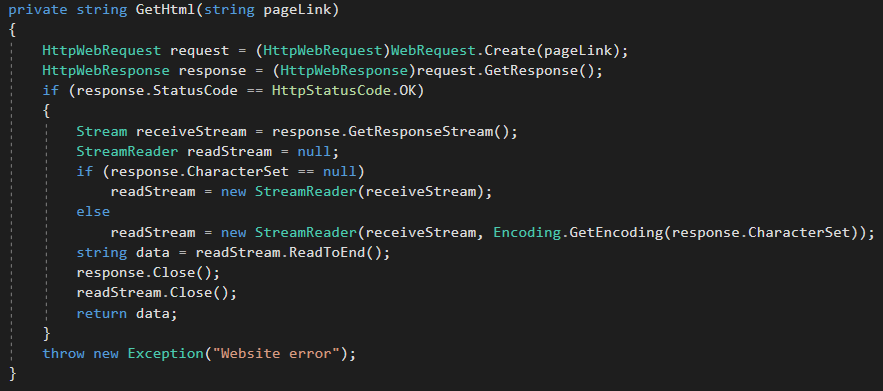 private string GetHtml(string pageLink)
{
    HttpWebRequest request = (HttpWebRequest)WebRequest.Create(pageLink);
    HttpWebResponse response = (HttpWebResponse)request.GetResponse();
    if (response.StatusCode == HttpStatusCode.OK)
    {
        Stream receiveStream = response.GetResponseStream();
        StreamReader readStream = null;
        if (response.CharacterSet == null)
            readStream = new StreamReader(receiveStream);
        else
            readStream = new StreamReader(receiveStream, Encoding.GetEncoding(response.CharacterSet));
        string data = readStream.ReadToEnd();
        response.Close();
        readStream.Close();
        return data;
    }
    throw new Exception("Website error");
}